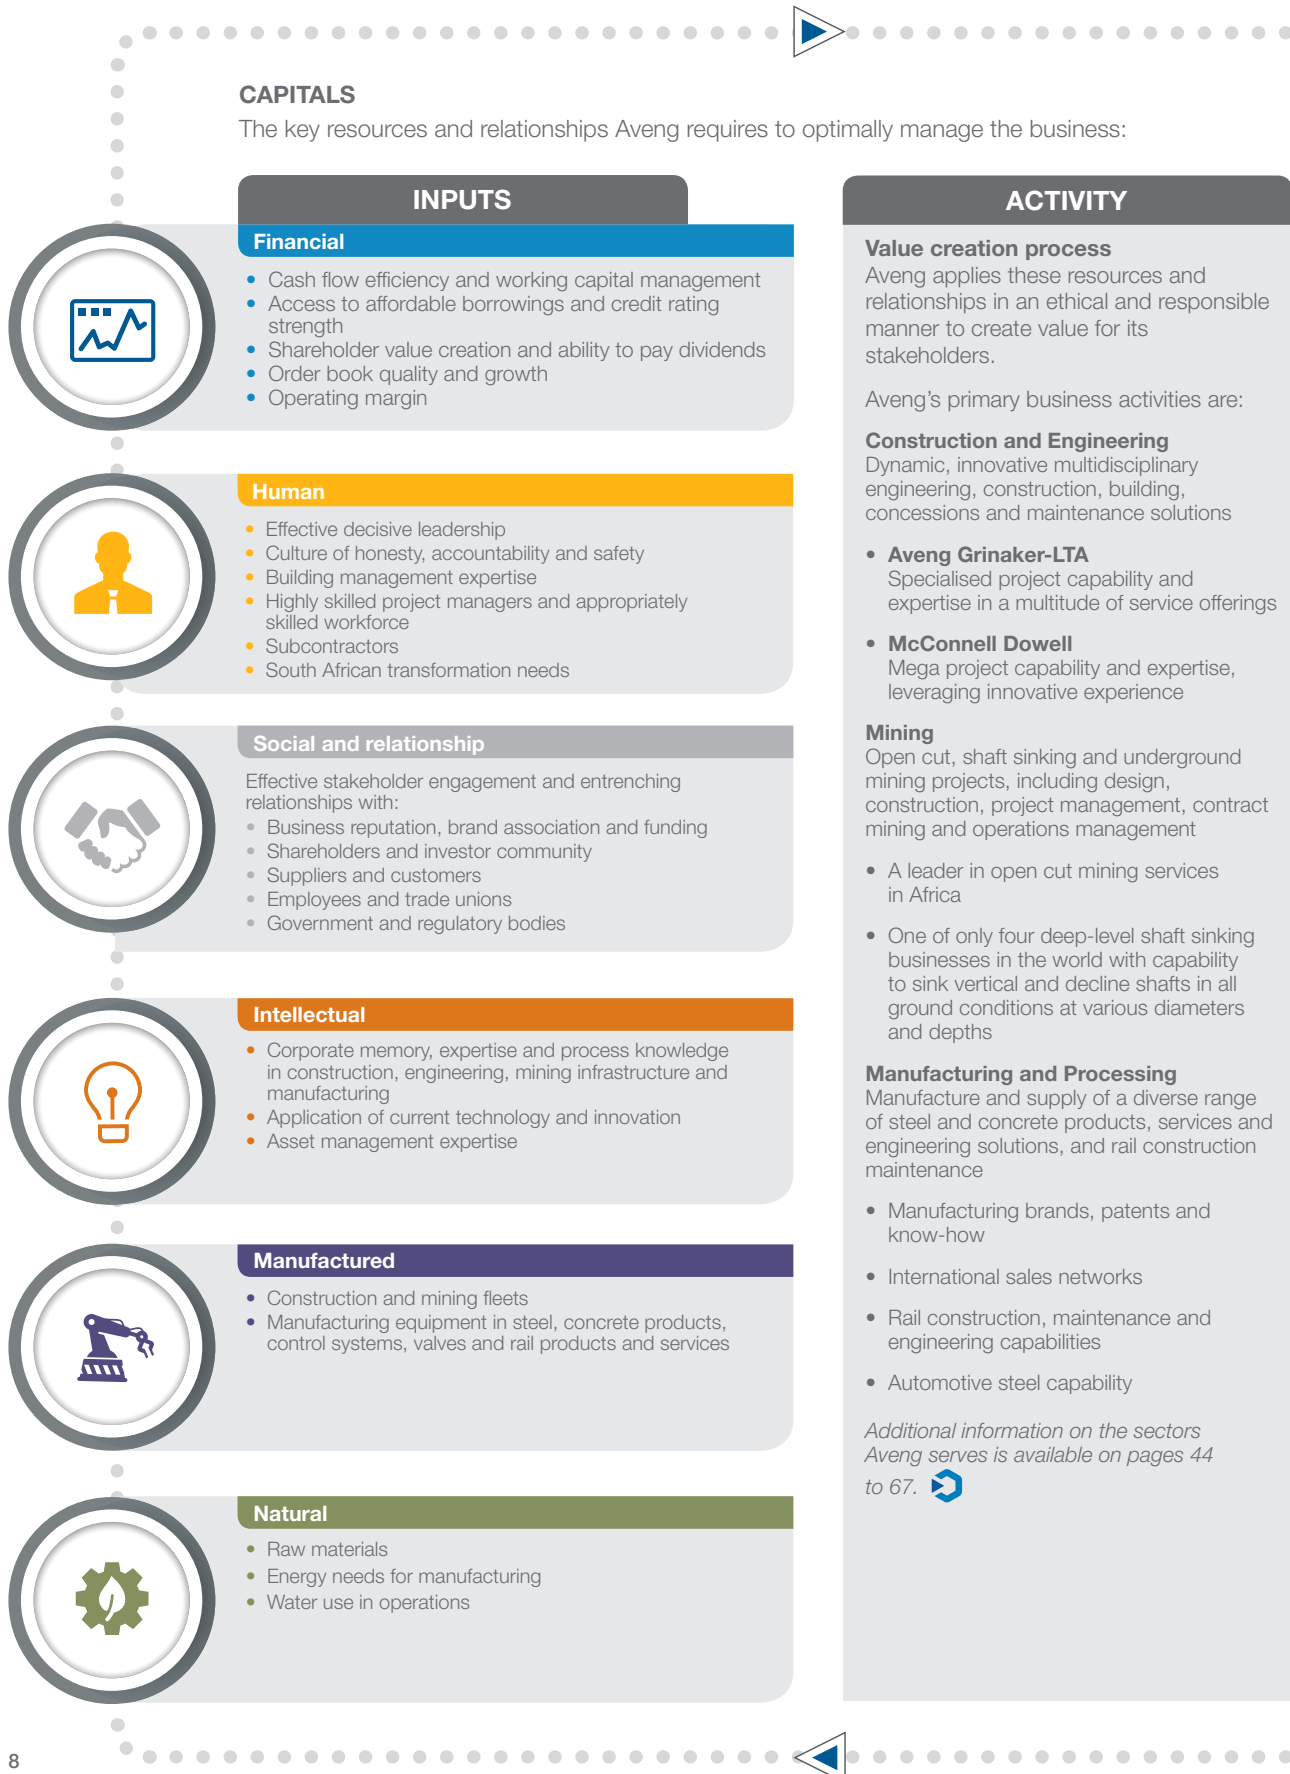 CAPITALS
The key resources and relationships Aveng requires to optimally manage the business:
INPUTS
Financial
• Cash flow efficiency and working capital management
• Access to affordable borrowings and credit rating
strength
• Shareholder value creation and ability to pay dividends
• Order book quality and growth
• Operating margin
Human
• Effective decisive leadership
• Culture of honesty, accountability and safety
• Building management expertise
• Highly skilled project managers and appropriately
skilled workforce
• Subcontractors
• South African transformation needs
Social and relationship
Effective stakeholder engagement and entrenching
relationships with:
• Business reputation, brand association and funding
• Shareholders and investor community
• Suppliers and customers
• Employees and trade unions
• Government and regulatory bodies
Intellectual
• Corporate memory, expertise and process knowledge
in construction, engineering, mining infrastructure and
manufacturing
• Application of current technology and innovation
• Asset management expertise
Manufactured
• Construction and mining fleets
• Manufacturing equipment in steel, concrete products,
control systems, valves and rail products and services
Natural
• Raw materials
• Energy needs for manufacturing
• Water use in operations
ACTIVITY
Value creation process
Aveng applies these resources and
relationships in an ethical and responsible
manner to create value for its
stakeholders.
Aveng's primary business activities are:
Construction and Engineering
Dynamic, innovative multidisciplinary
engineering, construction, building,
concessions and maintenance solutions
• Aveng Grinaker-LTA
Specialised project capability and
expertise in a multitude of service offerings
• McConnell Dowell
Mega project capability and expertise,
leveraging innovative experience
Mining
Open cut, shaft sinking and underground
mining projects, including design,
construction, project management, contract
mining and operations management
• A leader in open cut mining services
in Africa
• One of only four deep-level shaft sinking
businesses in the world with capability
to sink vertical and decline shafts in all
ground conditions at various diameters
and depths
Manufacturing and Processing
Manufacture and supply of a diverse range
of steel and concrete products, services and
engineering solutions, and rail construction
maintenance
• Manufacturing brands, patents and
know-how
• International sales networks
• Rail construction, maintenance and
engineering capabilities
• Automotive steel capability
Additional information on the sectors
Aveng serves is available on pages 44
to 67.
8